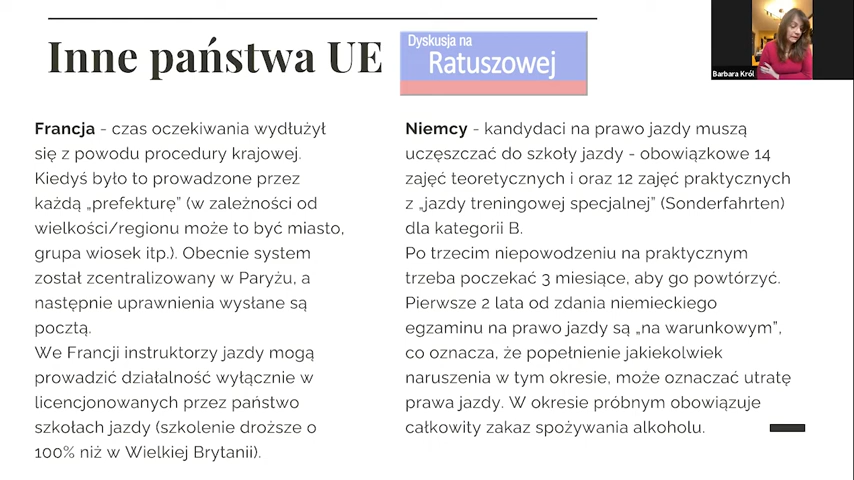 Inne państwa UE
Dyskusja na
Ratuszowej
Barbara Król
Francja - czas oczekiwania wydłużył
się z powodu procedury krajowej.
Kiedyś było to prowadzone przez
każdą „prefekturę” (w zależności od
wielkości/regionu może to być miasto,
grupa wiosek itp.). Obecnie system
został zcentralizowany w Paryżu, a
następnie uprawnienia wysłane są
pocztą.
We Francji instruktorzy jazdy mogą
prowadzić działalność wyłącznie w
licencjonowanych przez państwo
szkołach jazdy (szkolenie droższe o
100% niż w Wielkiej Brytanii).
Niemcy - kandydaci na prawo jazdy muszą
uczęszczać do szkoły jazdy - obowiązkowe 14
zajęć teoretycznych i oraz 12 zajęć praktycznych
z „jazdy treningowej specjalnej” (Sonderfahrten)
dla kategorii B.
Po trzecim niepowodzeniu na praktycznym
trzeba poczekać 3 miesiące, aby go powtórzyć.
Pierwsze 2 lata od zdania niemieckiego
egzaminu na prawo jazdy są „na warunkowym”,
co oznacza, że popełnienie jakiekolwiek
naruszenia w tym okresie, może oznaczać utratę
prawa jazdy. W okresie próbnym obowiązuje
całkowity zakaz spożywania alkoholu.